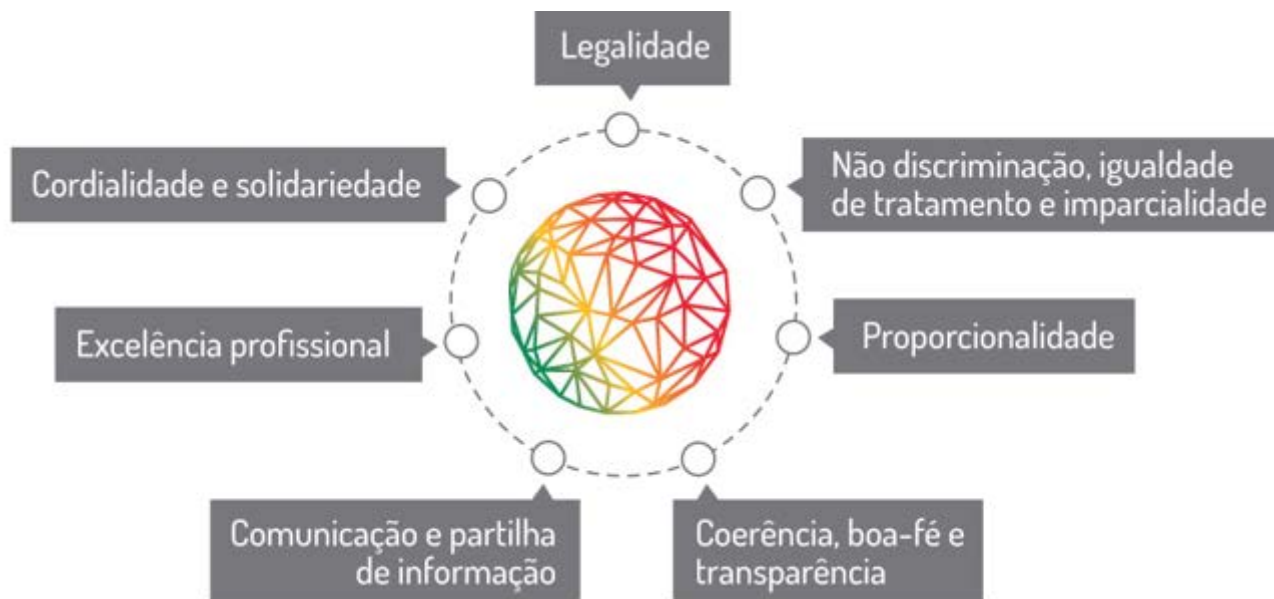 Legalidade
Cordialidade e solidariedade
Não discriminação, igualdade
de tratamento e imparcialidade
Excelência profissional
Proporcionalidade
Comunicação e partilha
de informação
Coerência, boa-fé e
transparência